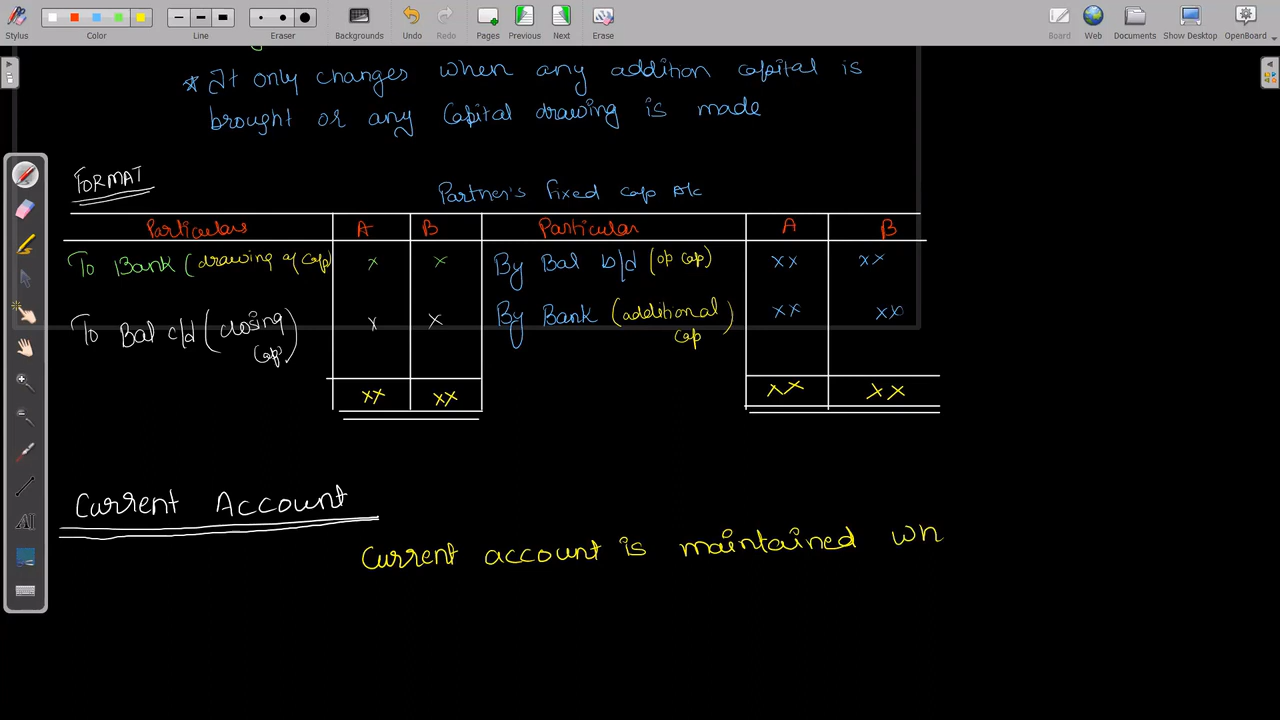 Stylus Color Line Eraser Backgrounds Undo Pages Previous Next Erase Board Web Documents Show Desktop OpenBoard
* It only changes when any addition capital is
brought or any Capital drawing is made
FORMAT
Partner's fixed cap A/c
Particulars A B Particular A B
To Bank (drawing of cap) x x By Bal b/d (op cap) xx xx
To Bal c/d (closing cap) x x By Bank (additional cap) xx xx
xx xx xx xx
Current Account
Current account is maintained wh